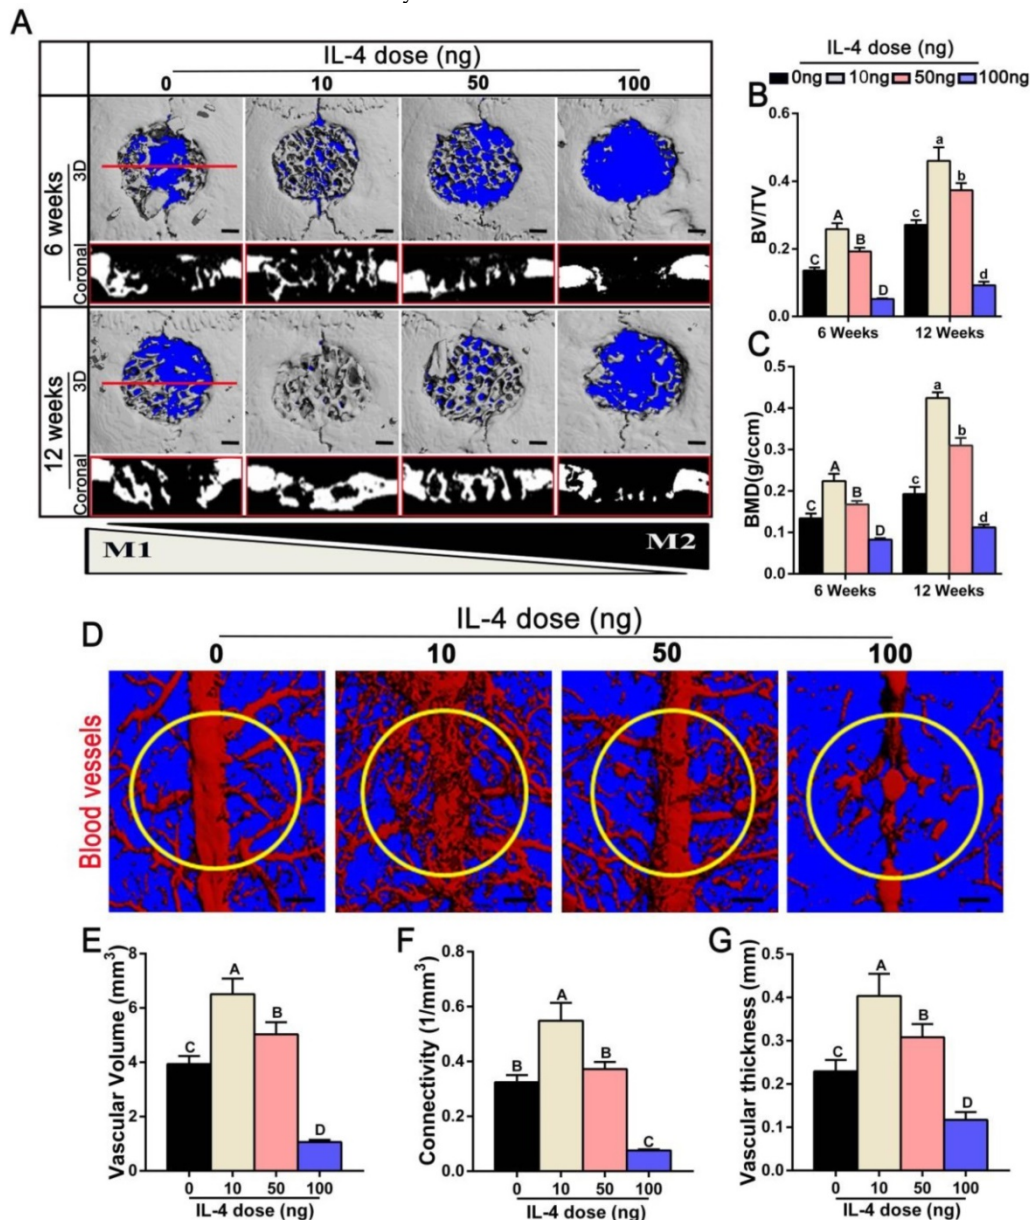 A
IL-4 dose (ng)
0 10 50 100
6 weeks
3D
Coronal
12 weeks
3D
Coronal
M1
M2
IL-4 dose (ng)
0ng 10ng 50ng 100ng
B
BV/TV
0.6
0.4
0.2
0.0
C A B D
c a b d
6 Weeks 12 Weeks
C
BMD(g/ccm)
0.5
0.4
0.3
0.2
0.1
0.0
C A B D
c a b d
6 Weeks 12 Weeks
D
IL-4 dose (ng)
0 10 50 100
Blood vessels
E
Vascular Volume (mm³)
8
6
4
2
0
C A B D
0 10 50 100
IL-4 dose (ng)
F
Connectivity (1/mm³)
0.8
0.6
0.4
0.2
0.0
B A B C
0 10 50 100
IL-4 dose (ng)
G
Vascular thickness (mm)
0.5
0.4
0.3
0.2
0.1
0.0
C A B D
0 10 50 100
IL-4 dose (ng)